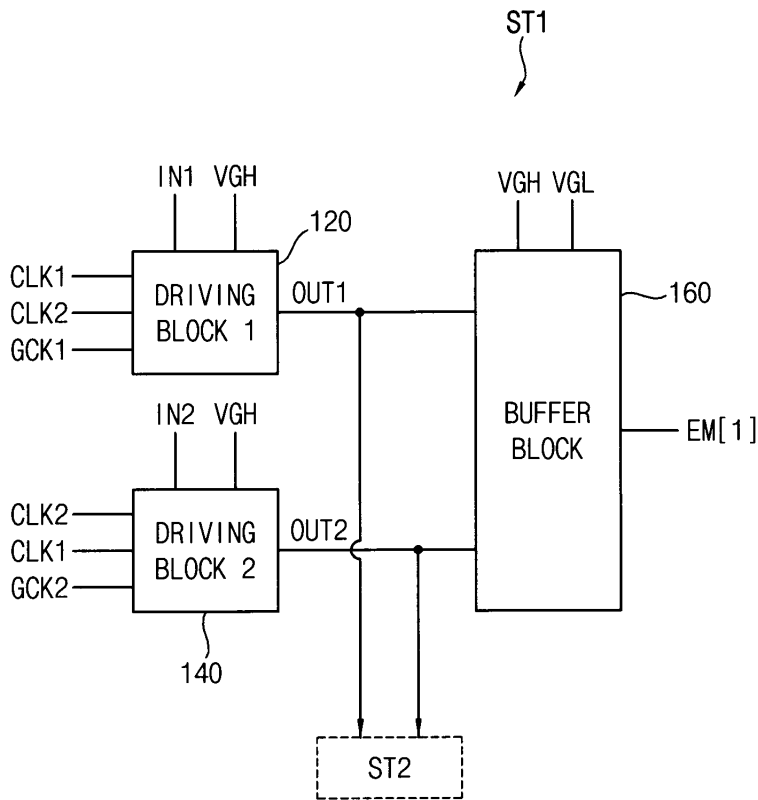 ST1
IN1 VGH
VGH VGL
120
CLK1
CLK2
GCK1
DRIVING
BLOCK 1
OUT1
160
IN2 VGH
BUFFER
BLOCK
EM[1]
CLK2
CLK1
GCK2
DRIVING
BLOCK 2
OUT2
140
ST2